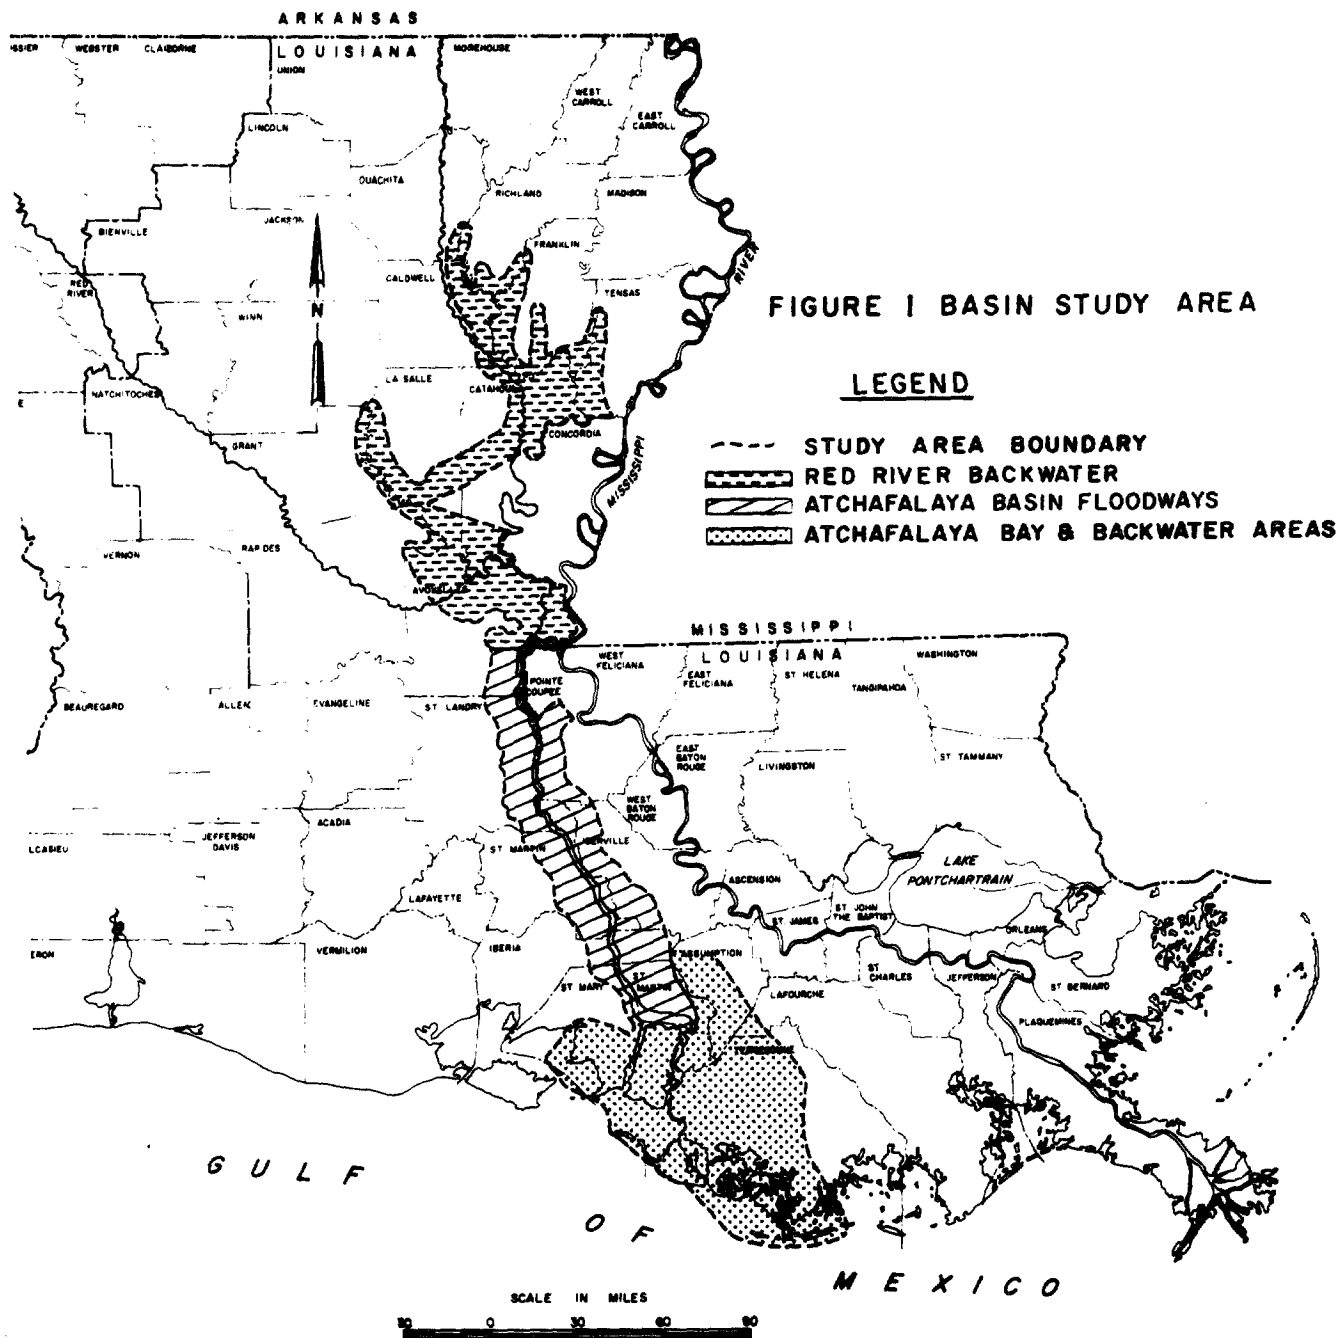 ARKANSAS
LOUISIANA
WEBSTER
CLAIBORNE
UNION
MOREHOUSE
WEST
CARROLL
EAST
CARROLL
LINCOLN
OUACHITA
RICHLAND
MADISON
JACKSON
BIENVILLE
FRANKLIN
CALDWELL
RED
RIVER
WINN
N
TENSAS
RIVER
FIGURE 1 BASIN STUDY AREA
LEGEND
LA SALLE
NATCHITOCHES
CONCORDIA
GRANT
MISSISSIPPI
STUDY AREA BOUNDARY
RED RIVER BACKWATER
ATCHAFALAYA BASIN FLOODWAYS
ATCHAFALAYA BAY & BACKWATER AREAS
VERNON
RAPIDES
MISSISSIPPI
LOUISIANA
WEST
FELICIANA
EAST
FELICIANA
ST HELENA
WASHINGTON
TANGIPAHOA
POINTE
COUPEE
BEAUREGARD
ALLEN
EVANGELINE
ST LANDRY
EAST
BATON
ROUGE
LIVINGSTON
ST TAMMANY
WEST
BATON
ROUGE
ACADIA
JEFFERSON
DAVIS
LCASIEU
ST MARTIN
LAKE
PONTCHARTRAIN
ASCENSION
LAFAYETTE
ST JAMES
ST JOHN
THE BAPTIST
ORLEANS
ERON
VERMILION
IBERIA
ASSUMPTION
ST MARY
ST
MARTIN
LAFOURCHE
ST
CHARLES
JEFFERSON
ST BERNARD
PLAQUEMINES
TERREBONNE
GULF
OF
MEXICO
SCALE IN MILES
30 0 30 60 90